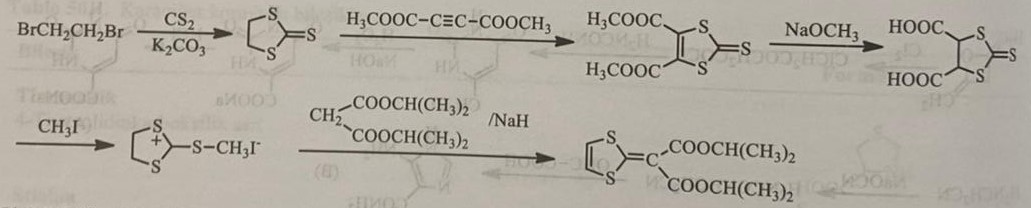 BrCH₂CH₂Br CS₂ K₂CO₃ S S =S H₃COOC-C≡C-COOCH₃ H₃COOC H₃COOC S S =S NaOCH₃ HOOC HOOC S S =S
CH₃I S + S -S-CH₃I⁻ CH₂ COOCH(CH₃)₂ COOCH(CH₃)₂ /NaH S S =C COOCH(CH₃)₂ COOCH(CH₃)₂